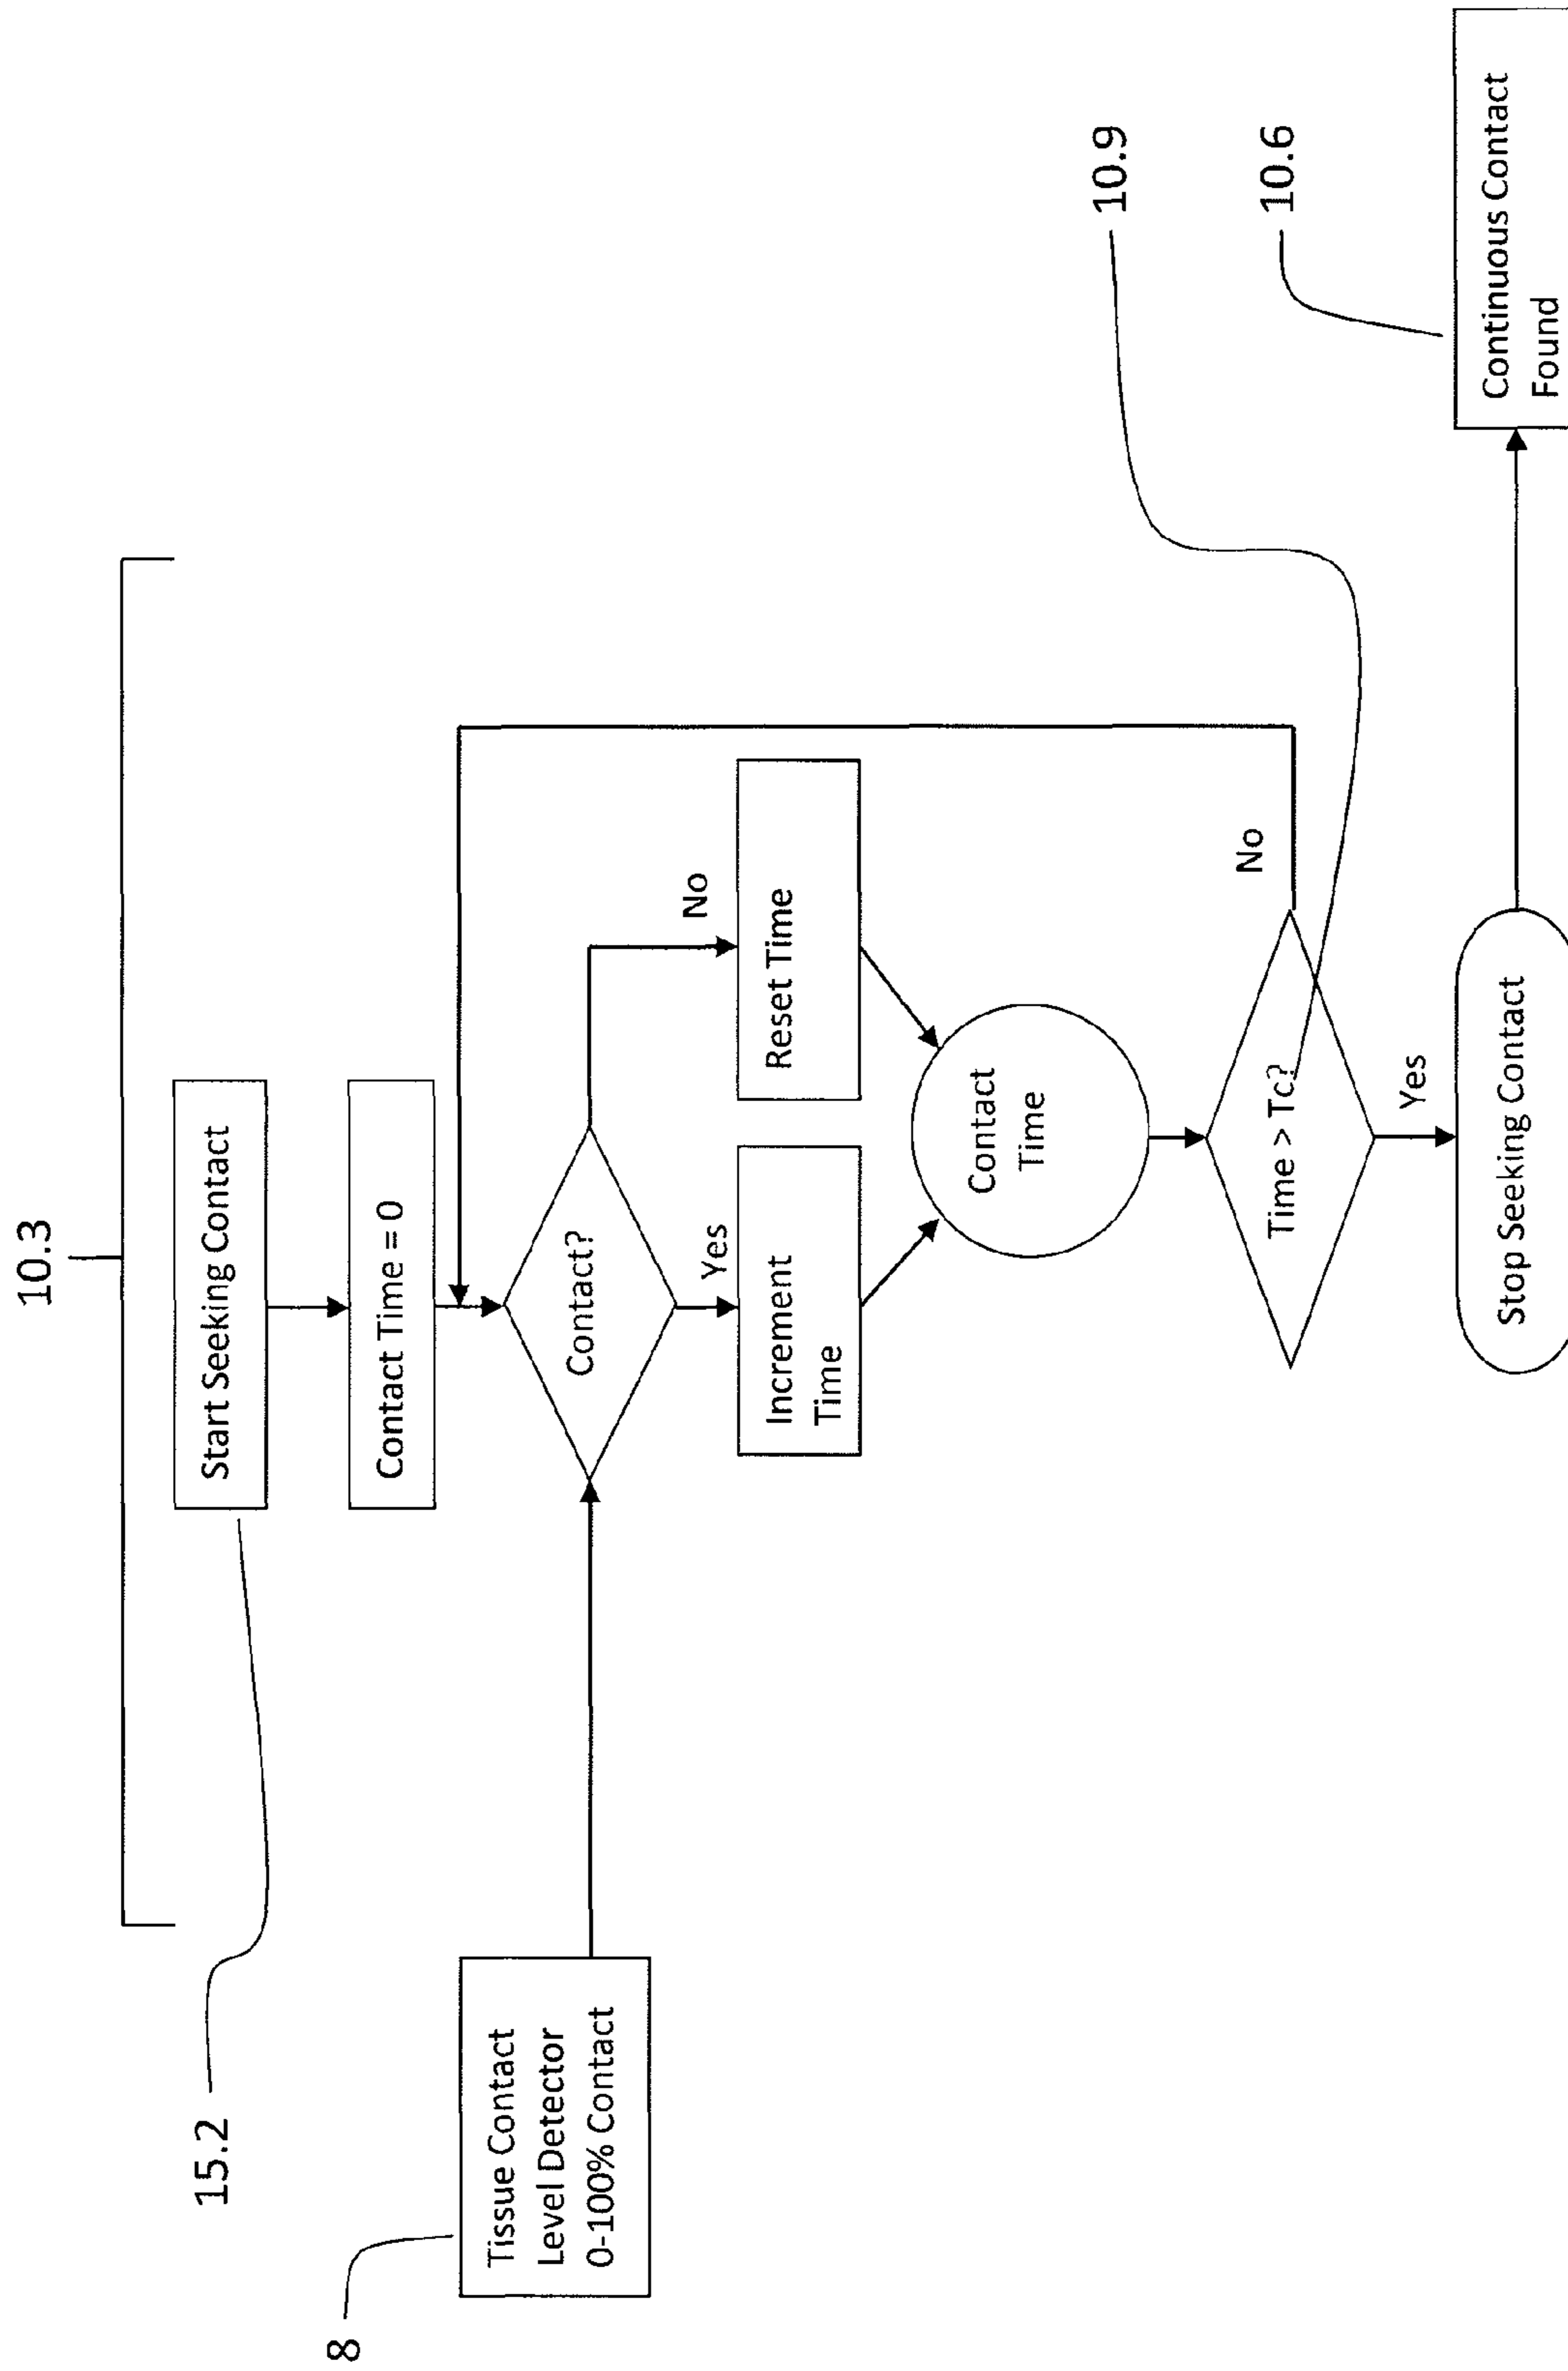 10.3
15.2
Start Seeking Contact
Contact Time = 0
8
Tissue Contact
Level Detector
0-100% Contact
Contact?
Yes
No
Increment
Time
Reset Time
Contact
Time
10.9
Time > Tc?
No
Yes
10.6
Stop Seeking Contact
Continuous Contact
Found